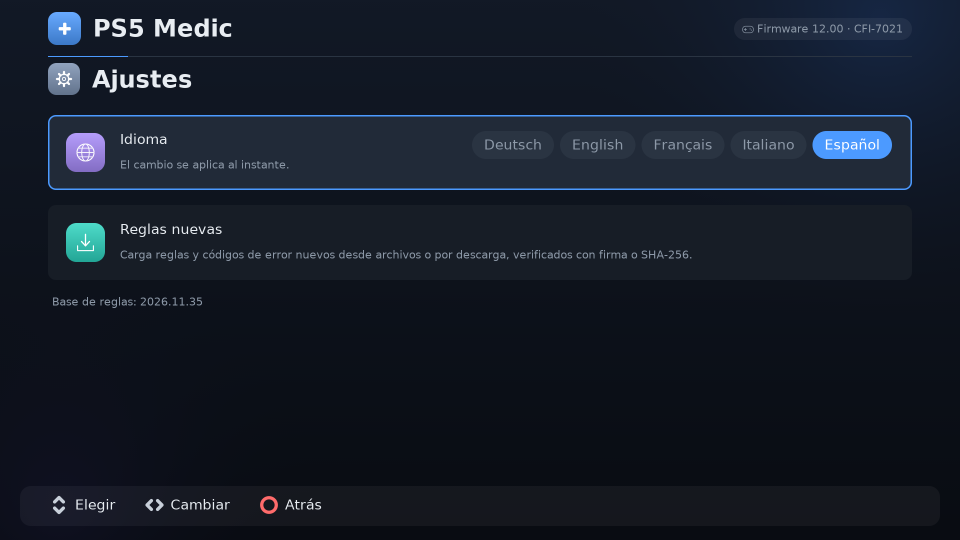 PS5 Medic
Firmware 12.00 · CFI-7021
Ajustes
Idioma
Deutsch English Français Italiano Español
El cambio se aplica al instante.
Reglas nuevas
Carga reglas y códigos de error nuevos desde archivos o por descarga, verificados con firma o SHA-256.
Base de reglas: 2026.11.35
Elegir Cambiar Atrás